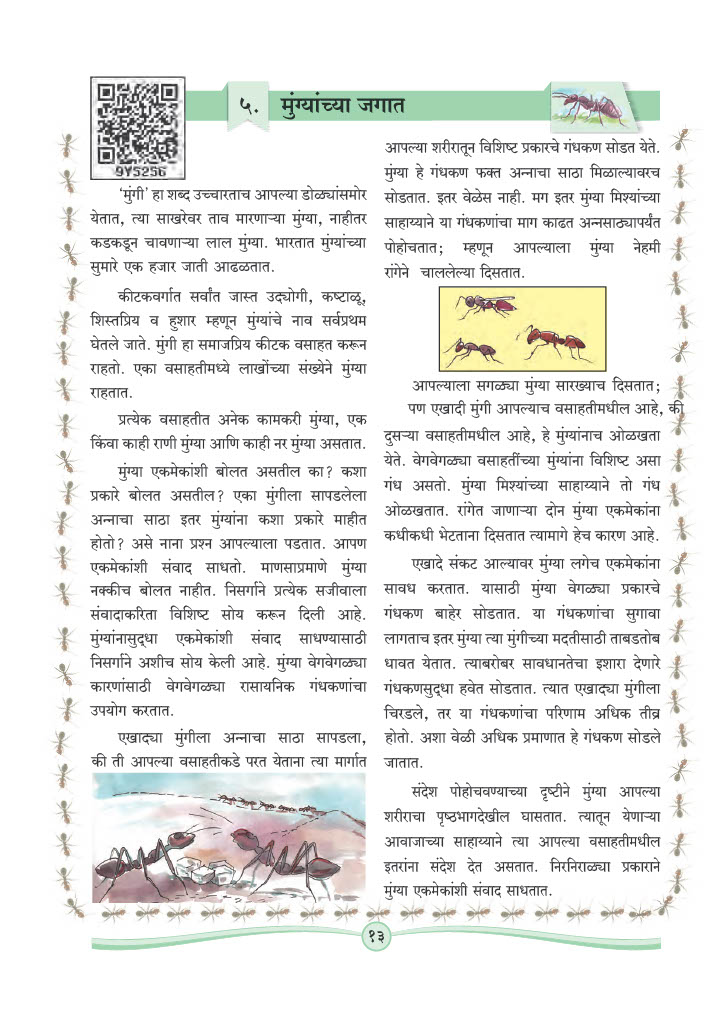 ५. मुंग्यांच्या जगात
9Y5256
‘मुंगी’ हा शब्द उच्चारताच आपल्या डोळ्यांसमोर
येतात, त्या साखरेवर ताव मारणाऱ्या मुंग्या, नाहीतर
कडकडून चावणाऱ्या लाल मुंग्या. भारतात मुंग्यांच्या
सुमारे एक हजार जाती आढळतात.
कीटकवर्गात सर्वांत जास्त उद्योगी, कष्टाळू,
शिस्तप्रिय व हुशार म्हणून मुंग्यांचे नाव सर्वप्रथम
घेतले जाते. मुंगी हा समाजप्रिय कीटक वसाहत करून
राहतो. एका वसाहतीमध्ये लाखोंच्या संख्येने मुंग्या
राहतात.
प्रत्येक वसाहतीत अनेक कामकरी मुंग्या, एक
किंवा काही राणी मुंग्या आणि काही नर मुंग्या असतात.
मुंग्या एकमेकांशी बोलत असतील का? कशा
प्रकारे बोलत असतील? एका मुंगीला सापडलेला
अन्नाचा साठा इतर मुंग्यांना कशा प्रकारे माहीत
होतो? असे नाना प्रश्न आपल्याला पडतात. आपण
एकमेकांशी संवाद साधतो. माणसाप्रमाणे मुंग्या
नक्कीच बोलत नाहीत. निसर्गाने प्रत्येक सजीवाला
संवादाकरिता विशिष्ट सोय करून दिली आहे.
मुंग्यांनासुद्धा एकमेकांशी संवाद साधण्यासाठी
निसर्गाने अशीच सोय केली आहे. मुंग्या वेगवेगळ्या
कारणांसाठी वेगवेगळ्या रासायनिक गंधकणांचा
उपयोग करतात.
एखाद्या मुंगीला अन्नाचा साठा सापडला,
की ती आपल्या वसाहतीकडे परत येताना त्या मार्गात
आपल्या शरीरातून विशिष्ट प्रकारचे गंधकण सोडत येते.
मुंग्या हे गंधकण फक्त अन्नाचा साठा मिळाल्यावरच
सोडतात. इतर वेळेस नाही. मग इतर मुंग्या मिश्यांच्या
साहाय्याने या गंधकणांचा माग काढत अन्नसाठ्यापर्यंत
पोहोचतात; म्हणून आपल्याला मुंग्या नेहमी
रांगेने चाललेल्या दिसतात.
आपल्याला सगळ्या मुंग्या सारख्याच दिसतात;
पण एखादी मुंगी आपल्याच वसाहतीमधील आहे, की
दुसऱ्या वसाहतीमधील आहे, हे मुंग्यांनाच ओळखता
येते. वेगवेगळ्या वसाहतींच्या मुंग्यांना विशिष्ट असा
गंध असतो. मुंग्या मिश्यांच्या साहाय्याने तो गंध
ओळखतात. रांगेत जाणाऱ्या दोन मुंग्या एकमेकांना
कधीकधी भेटताना दिसतात त्यामागे हेच कारण आहे.
एखादे संकट आल्यावर मुंग्या लगेच एकमेकांना
सावध करतात. यासाठी मुंग्या वेगळ्या प्रकारचे
गंधकण बाहेर सोडतात. या गंधकणांचा सुगावा
लागताच इतर मुंग्या त्या मुंगीच्या मदतीसाठी ताबडतोब
धावत येतात. त्याबरोबर सावधानतेचा इशारा देणारे
गंधकणसुद्धा हवेत सोडतात. त्यात एखाद्या मुंगीला
चिरडले, तर या गंधकणांचा परिणाम अधिक तीव्र
होतो. अशा वेळी अधिक प्रमाणात हे गंधकण सोडले
जातात.
संदेश पोहोचवण्याच्या दृष्टीने मुंग्या आपल्या
शरीराचा पृष्ठभागदेखील घासतात. त्यातून येणाऱ्या
आवाजाच्या साहाय्याने त्या आपल्या वसाहतीमधील
इतरांना संदेश देत असतात. निरनिराळ्या प्रकाराने
मुंग्या एकमेकांशी संवाद साधतात.
१३